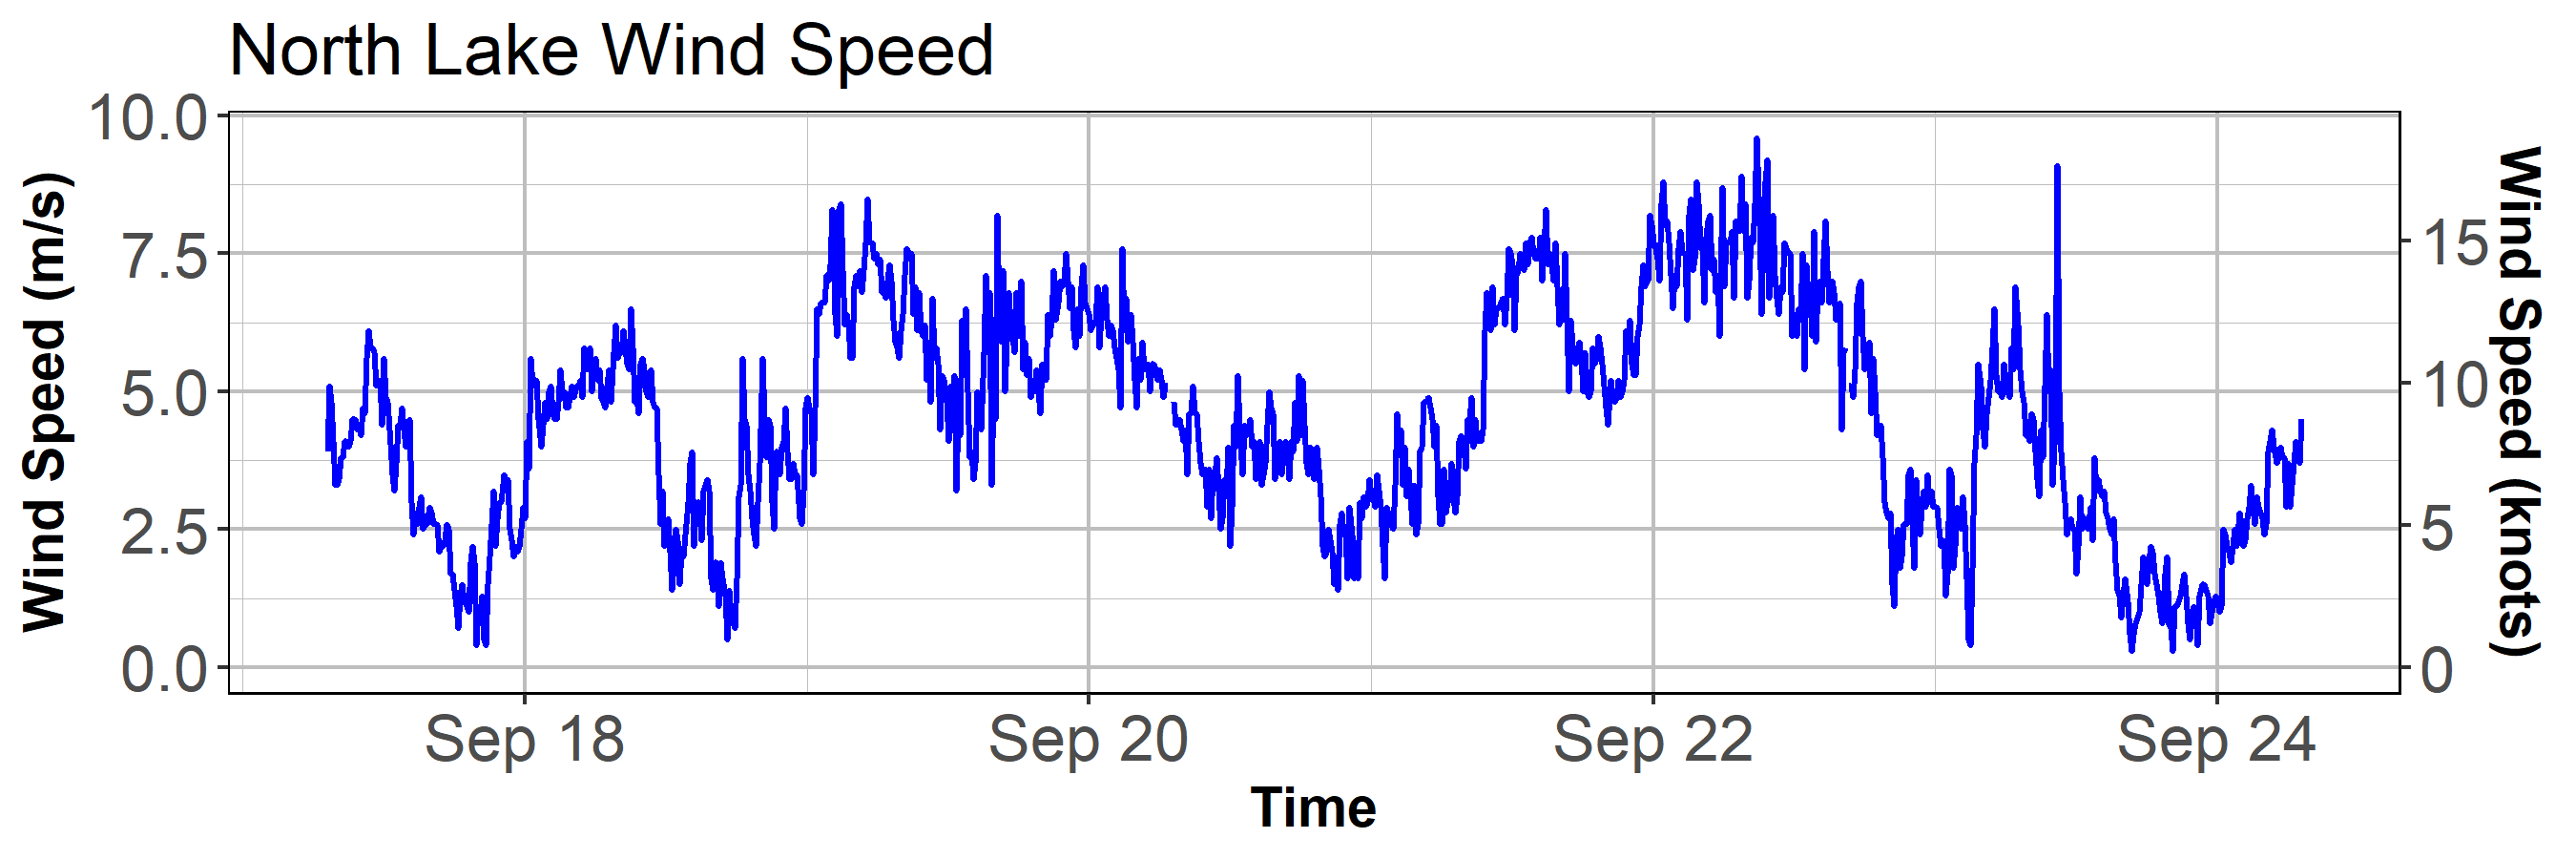 North Lake Wind Speed
Wind Speed (m/s)
10.0
7.5
5.0
2.5
0.0
15
10
5
0
Wind Speed (knots)
Sep 18
Sep 20
Sep 22
Sep 24
Time